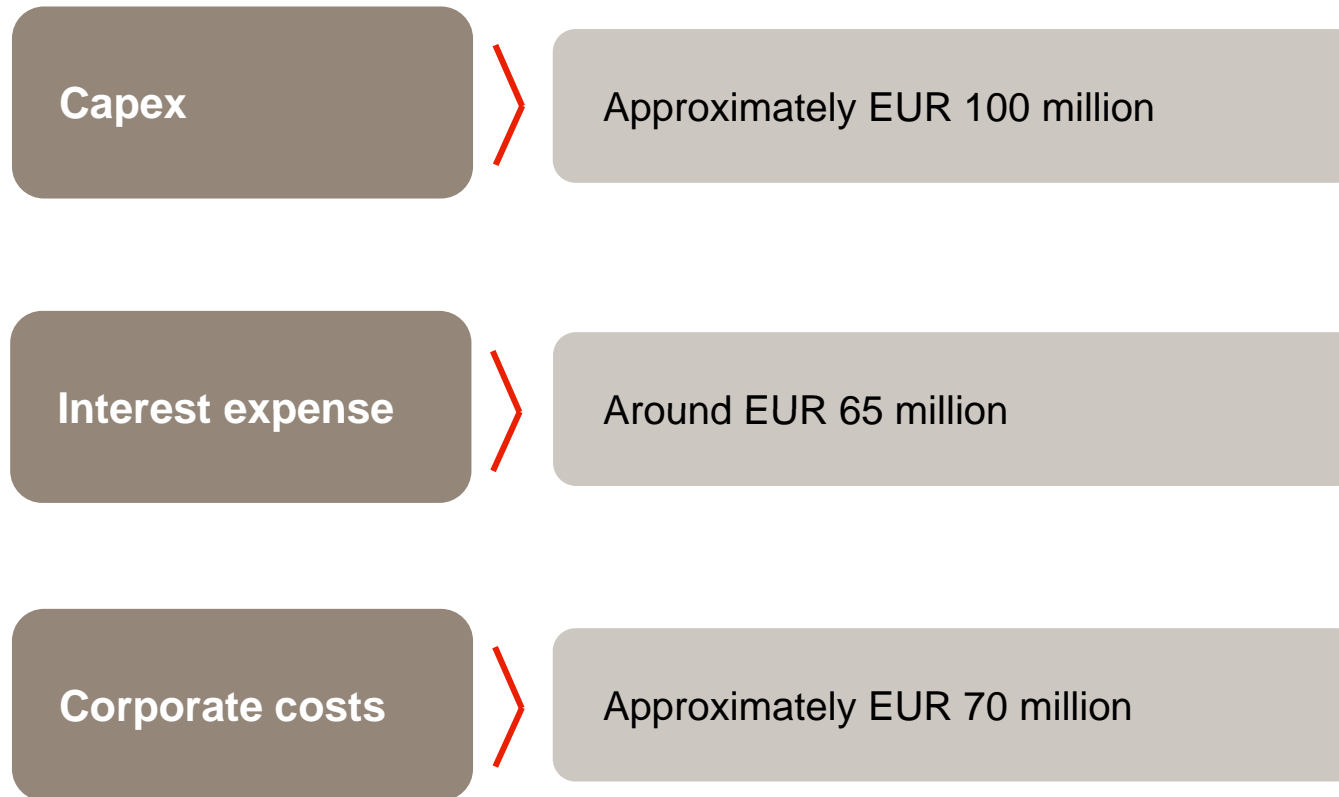 Capex
Approximately EUR 100 million
Interest expense
Around EUR 65 million
Corporate costs
Approximately EUR 70 million